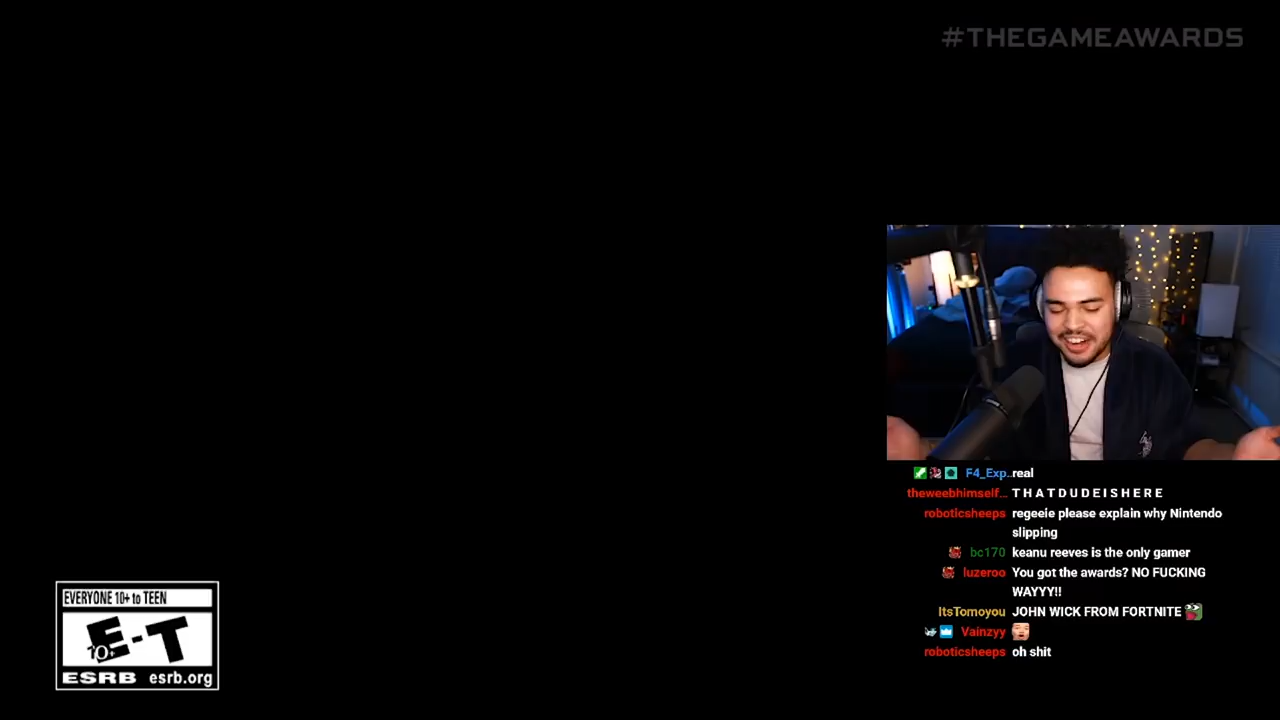 #THEGAMEAWARDS
F4_Exp.. real
theweebhimself... T H A T D U D E I S H E R E
roboticsheeps regeeie please explain why Nintendo
slipping
bc170 keanu reeves is the only gamer
luzeroo You got the awards? NO FUCKING
WAYYY!!
ItsTomoyou JOHN WICK FROM FORTNITE
Vainzyy
roboticsheeps oh shit
EVERYONE 10+ to TEEN
E 10+ - T
ESRB esrb.org